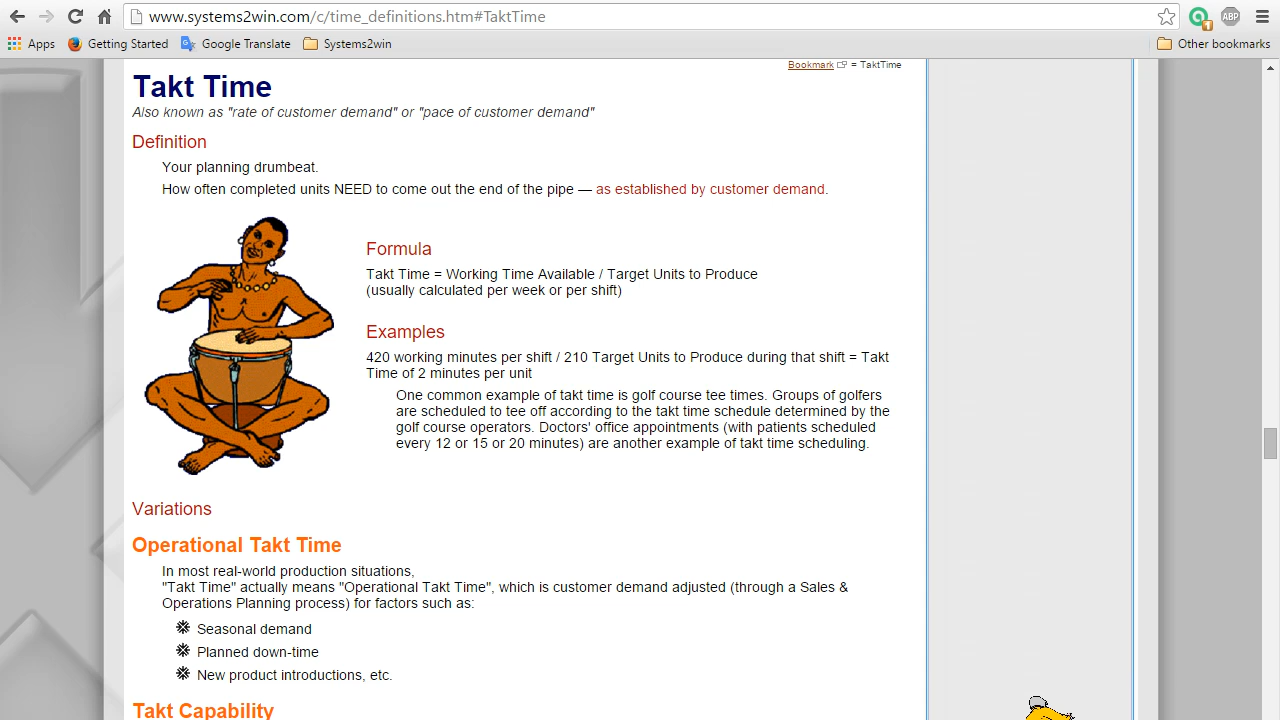 www.systems2win.com/c/time_definitions.htm#TaktTime
ABP
Apps Getting Started Google Translate Systems2win Other bookmarks
Bookmark = TaktTime
Takt Time
Also known as "rate of customer demand" or "pace of customer demand"
Definition
Your planning drumbeat.
How often completed units NEED to come out the end of the pipe — as established by customer demand.
Formula
Takt Time = Working Time Available / Target Units to Produce
(usually calculated per week or per shift)
Examples
420 working minutes per shift / 210 Target Units to Produce during that shift = Takt
Time of 2 minutes per unit
One common example of takt time is golf course tee times. Groups of golfers
are scheduled to tee off according to the takt time schedule determined by the
golf course operators. Doctors' office appointments (with patients scheduled
every 12 or 15 or 20 minutes) are another example of takt time scheduling.
Variations
Operational Takt Time
In most real-world production situations,
"Takt Time" actually means "Operational Takt Time", which is customer demand adjusted (through a Sales &
Operations Planning process) for factors such as:
Seasonal demand
Planned down-time
New product introductions, etc.
Takt Capability